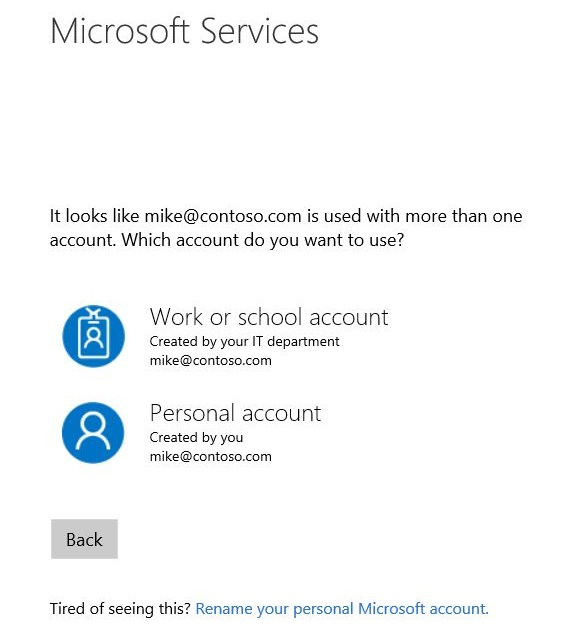 Microsoft Services
It looks like mike@contoso.com is used with more than one
account. Which account do you want to use?
Work or school account
Created by your IT department
mike@contoso.com
Personal account
Created by you
mike@contoso.com
Back
Tired of seeing this? Rename your personal Microsoft account.